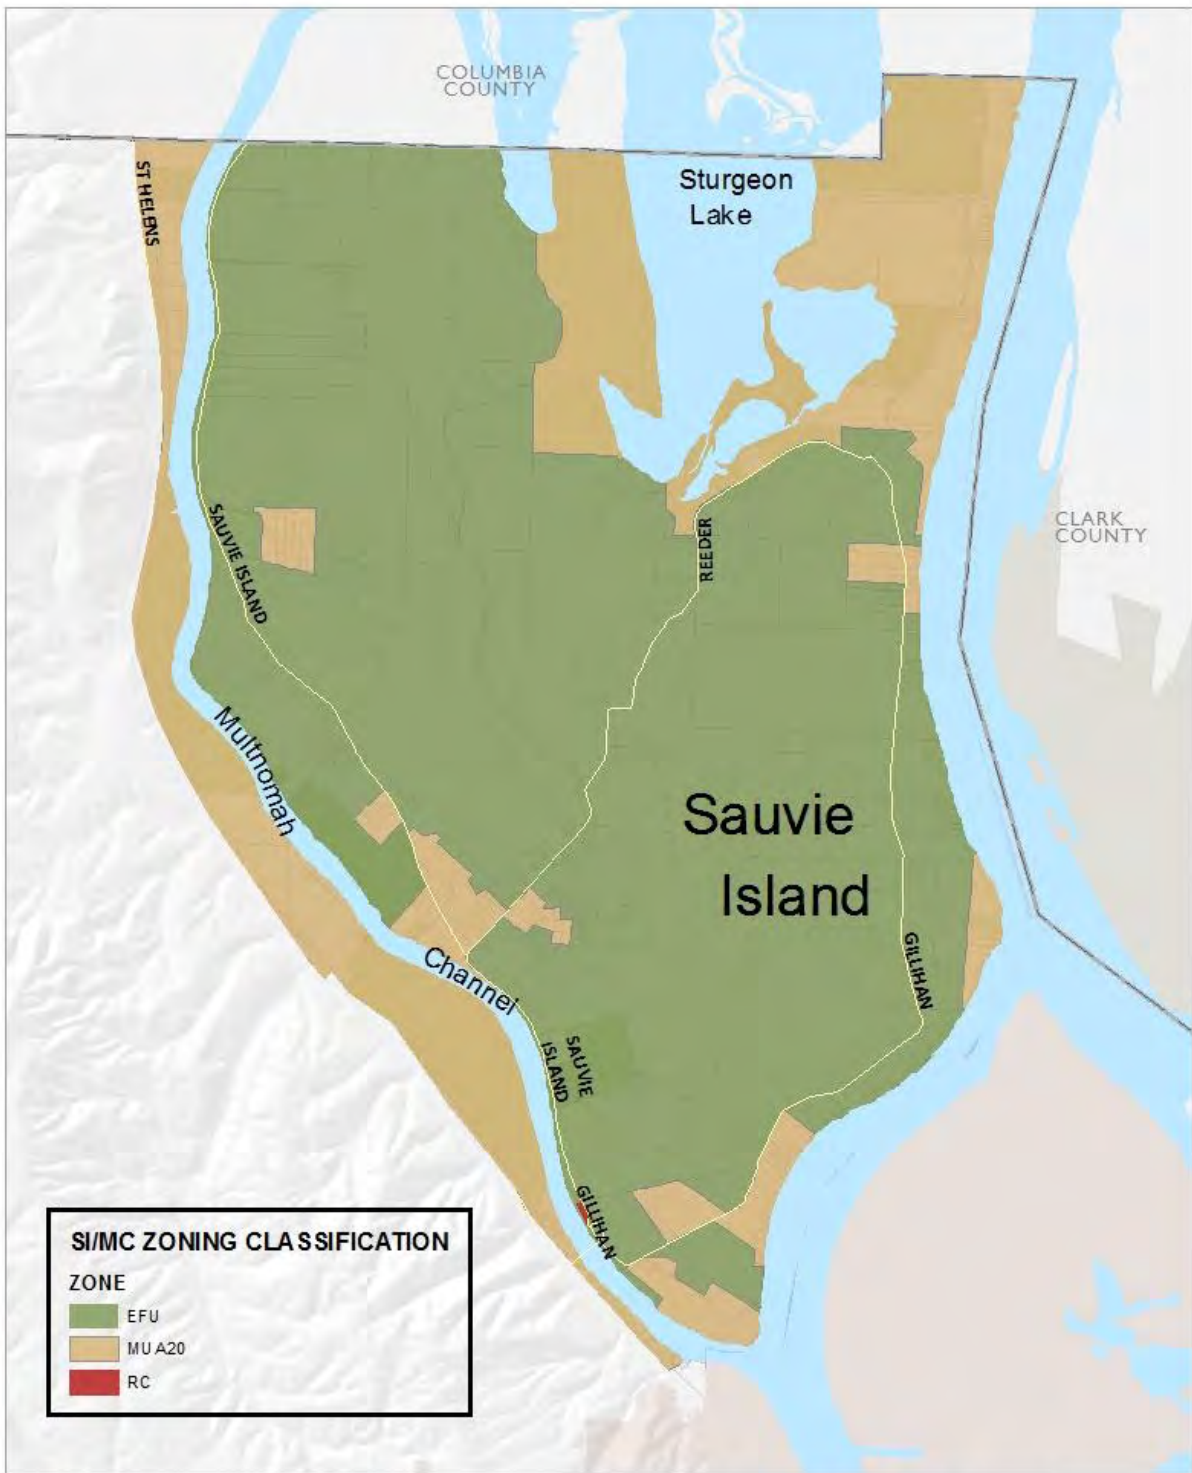 COLUMBIA
COUNTY
Sturgeon
Lake
ST HELENS
SAUVIE ISLAND
REEDER
CLARK
COUNTY
Multnomah
Channel
Sauvie
Island
GILLIHAN
SAUVIE
ISLAND
GILLIHAN
SI/MC ZONING CLASSIFICATION
ZONE
EFU
MUA20
RC